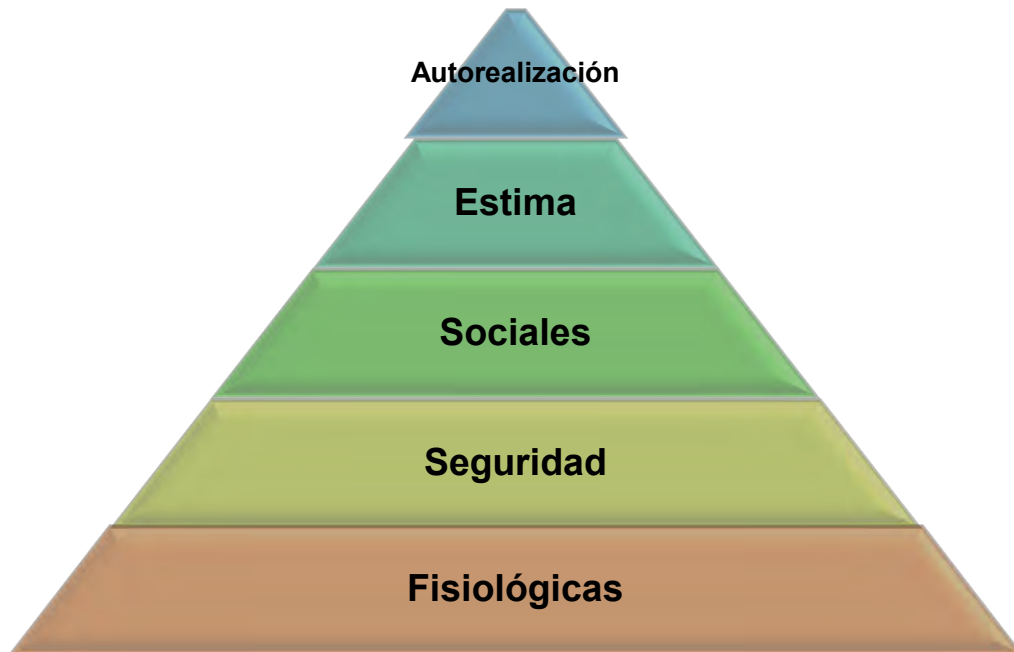 Autorealización
Estima
Sociales
Seguridad
Fisiológicas